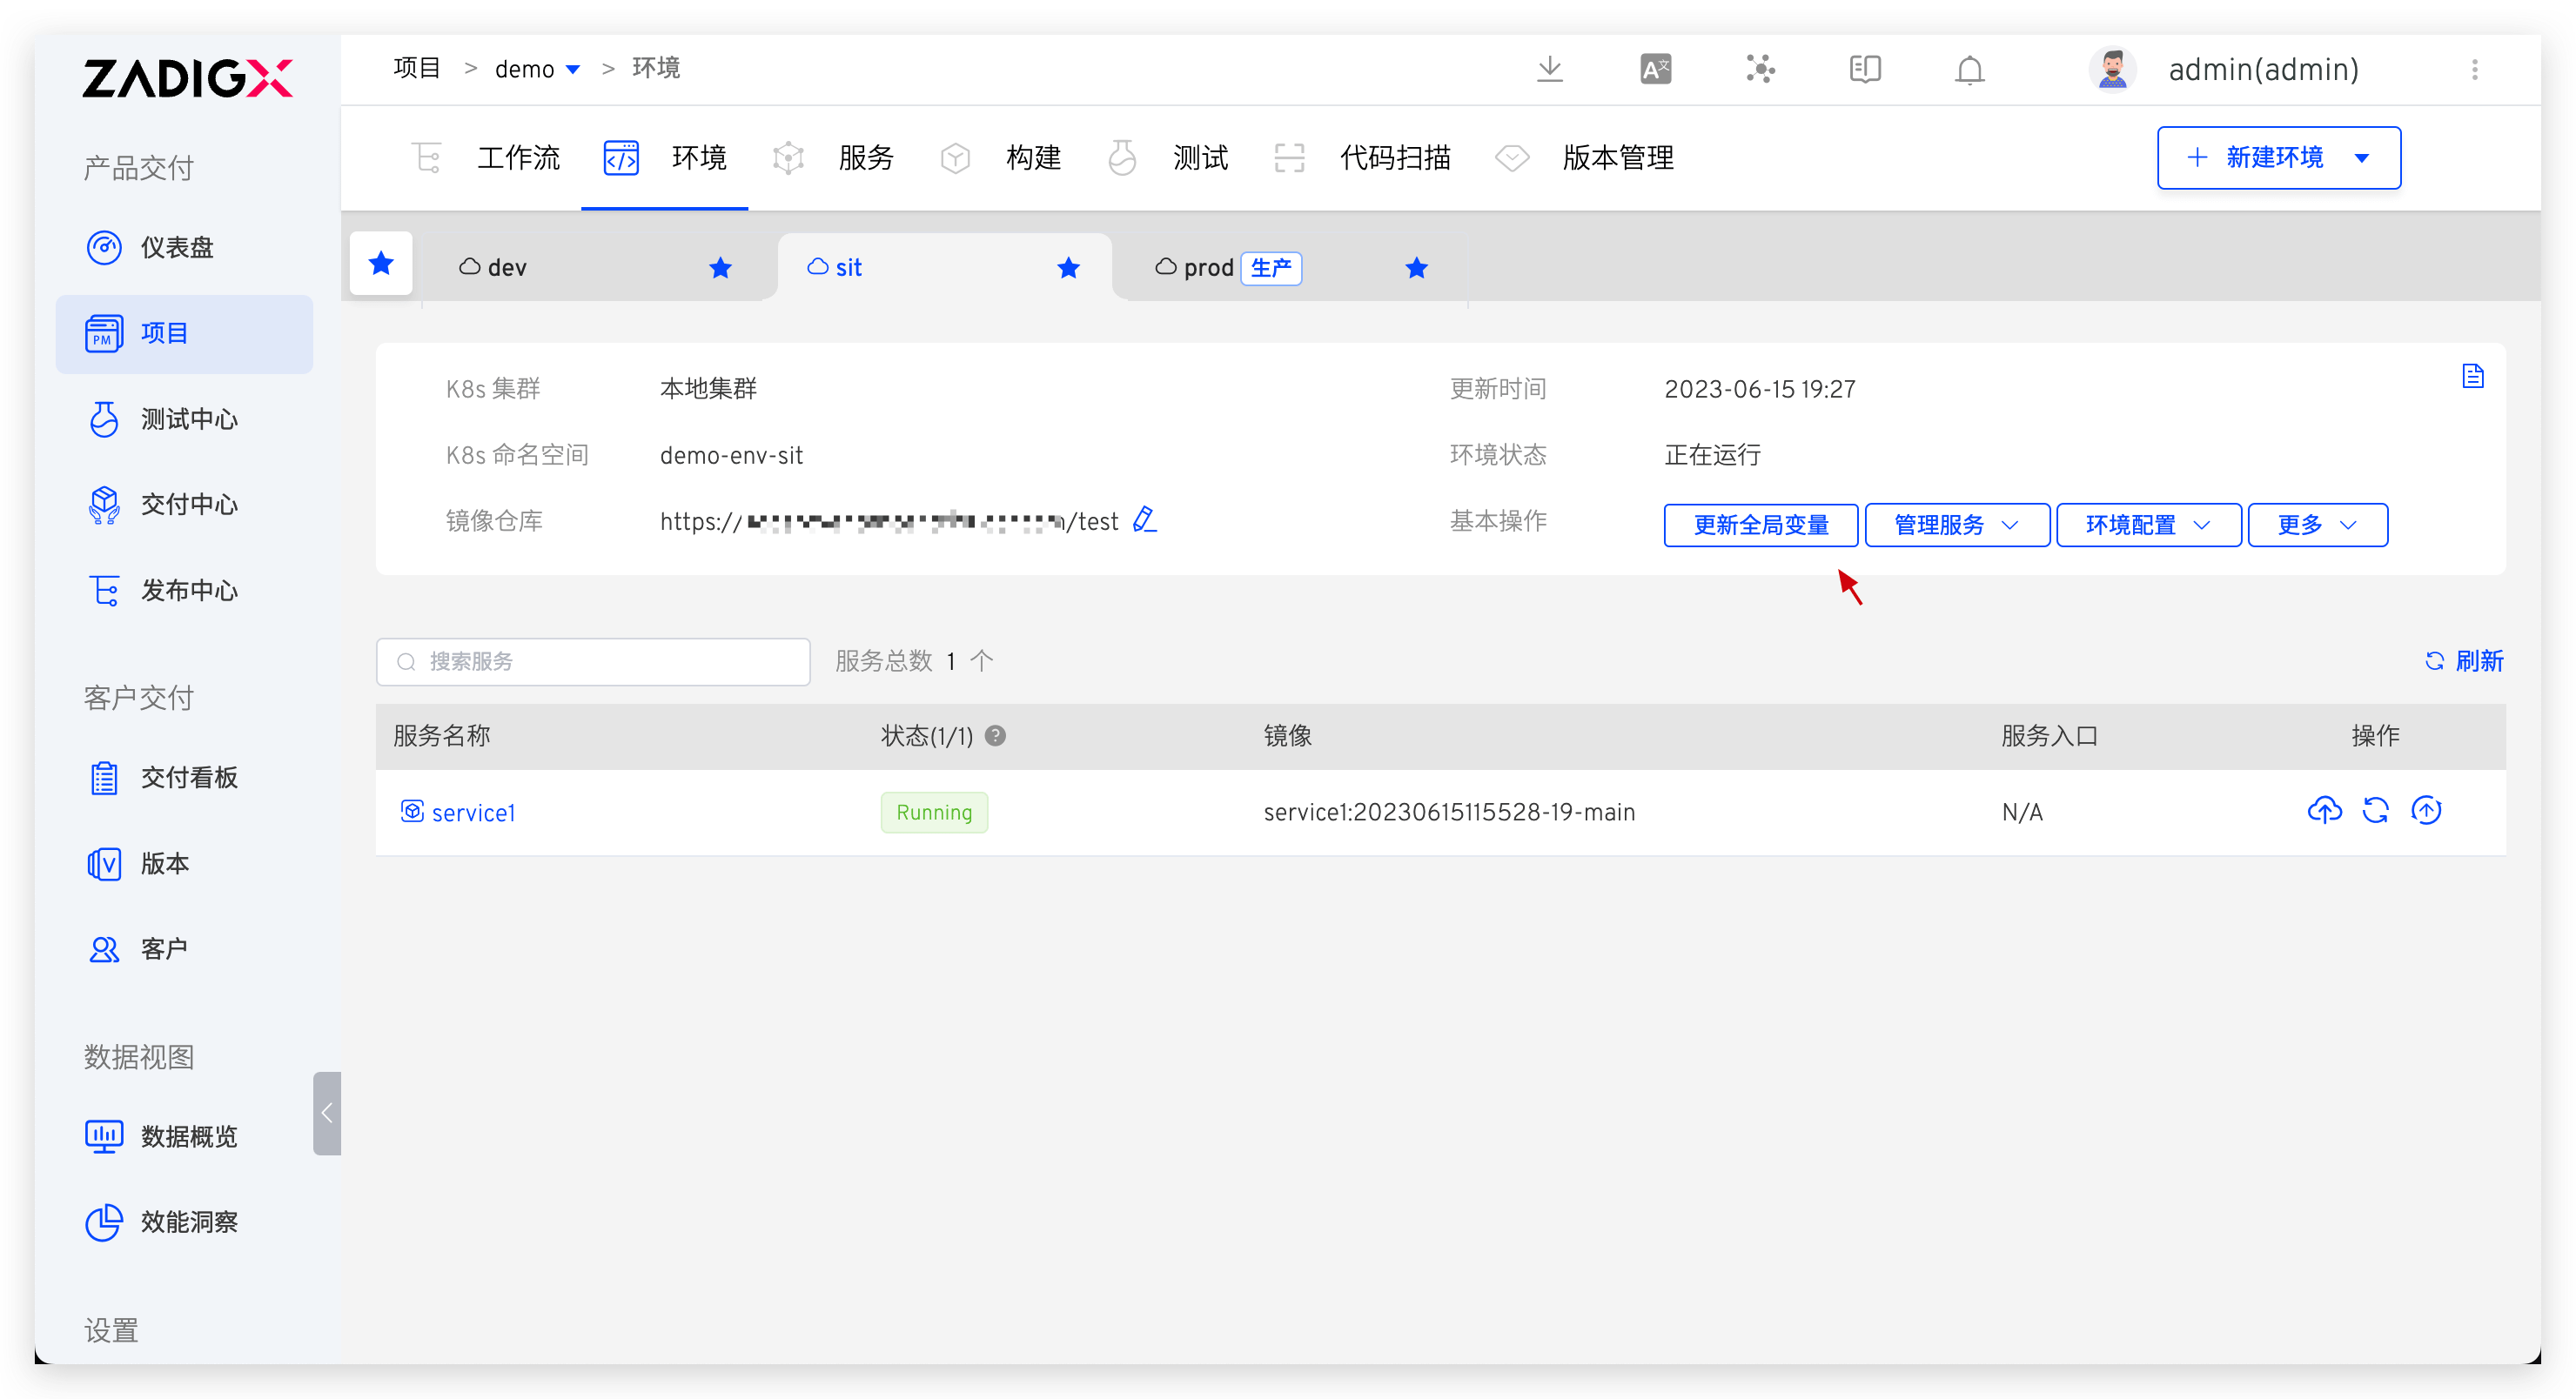 ZADIGX
项目 > demo > 环境
admin(admin)
工作流 环境 服务 构建 测试 代码扫描 版本管理
+ 新建环境
产品交付
仪表盘
PM 项目
测试中心
交付中心
发布中心
客户交付
交付看板
版本
客户
数据视图
数据概览
效能洞察
设置
dev sit prod 生产
K8s 集群 本地集群 更新时间 2023-06-15 19:27
K8s 命名空间 demo-env-sit 环境状态 正在运行
镜像仓库 https:// /test 基本操作 更新全局变量 管理服务 环境配置 更多
搜索服务 服务总数 1 个 刷新
服务名称 状态(1/1) ? 镜像 服务入口 操作
service1 Running service1:20230615115528-19-main N/A